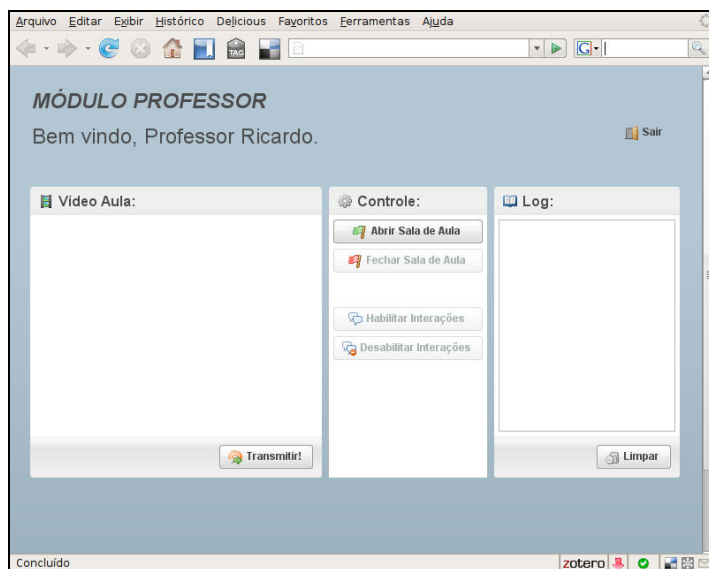 Arquivo Editar Exibir Histórico Delicious Favoritos Ferramentas Ajuda
TAG G
MÓDULO PROFESSOR
Bem vindo, Professor Ricardo.
Sair
Vídeo Aula:
Controle:
Log:
Abrir Sala de Aula
Fechar Sala de Aula
Habilitar Interações
Desabilitar Interações
Transmitir!
Limpar
Concluído
zotero